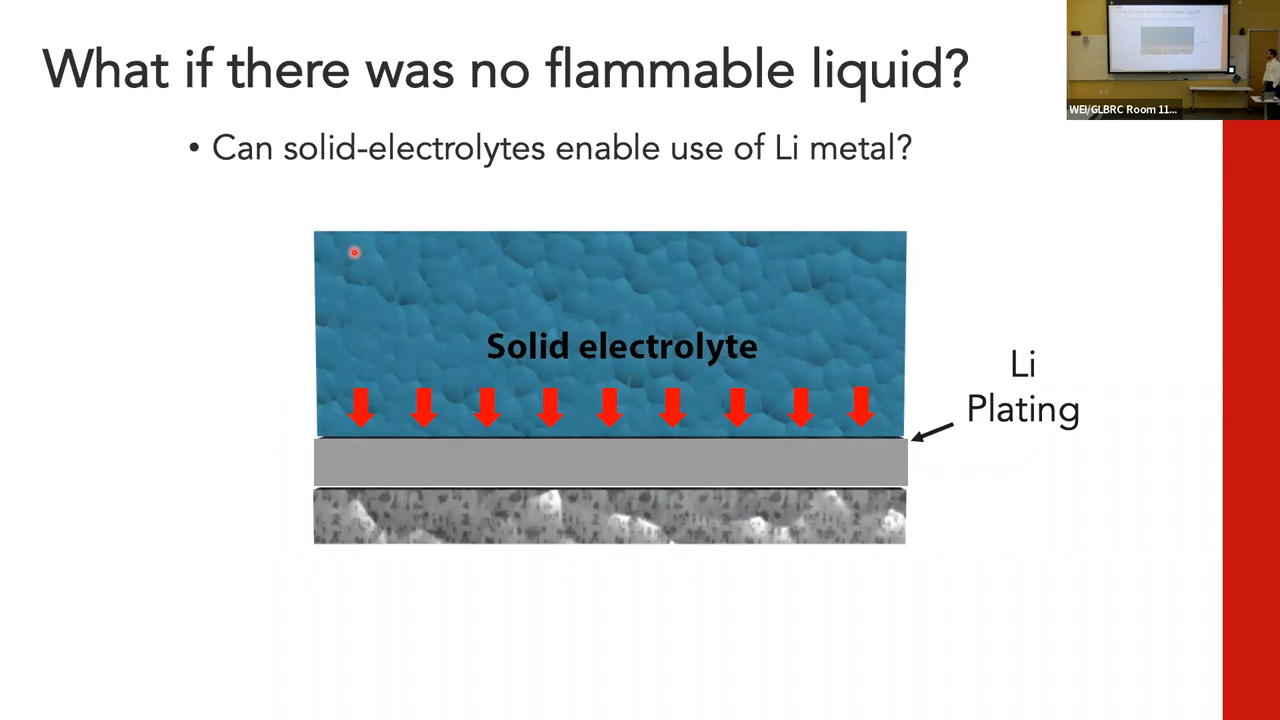 What if there was no flammable liquid?
• Can solid-electrolytes enable use of Li metal?
Solid electrolyte
Li
Plating
WEI/GLBRC Room 11...